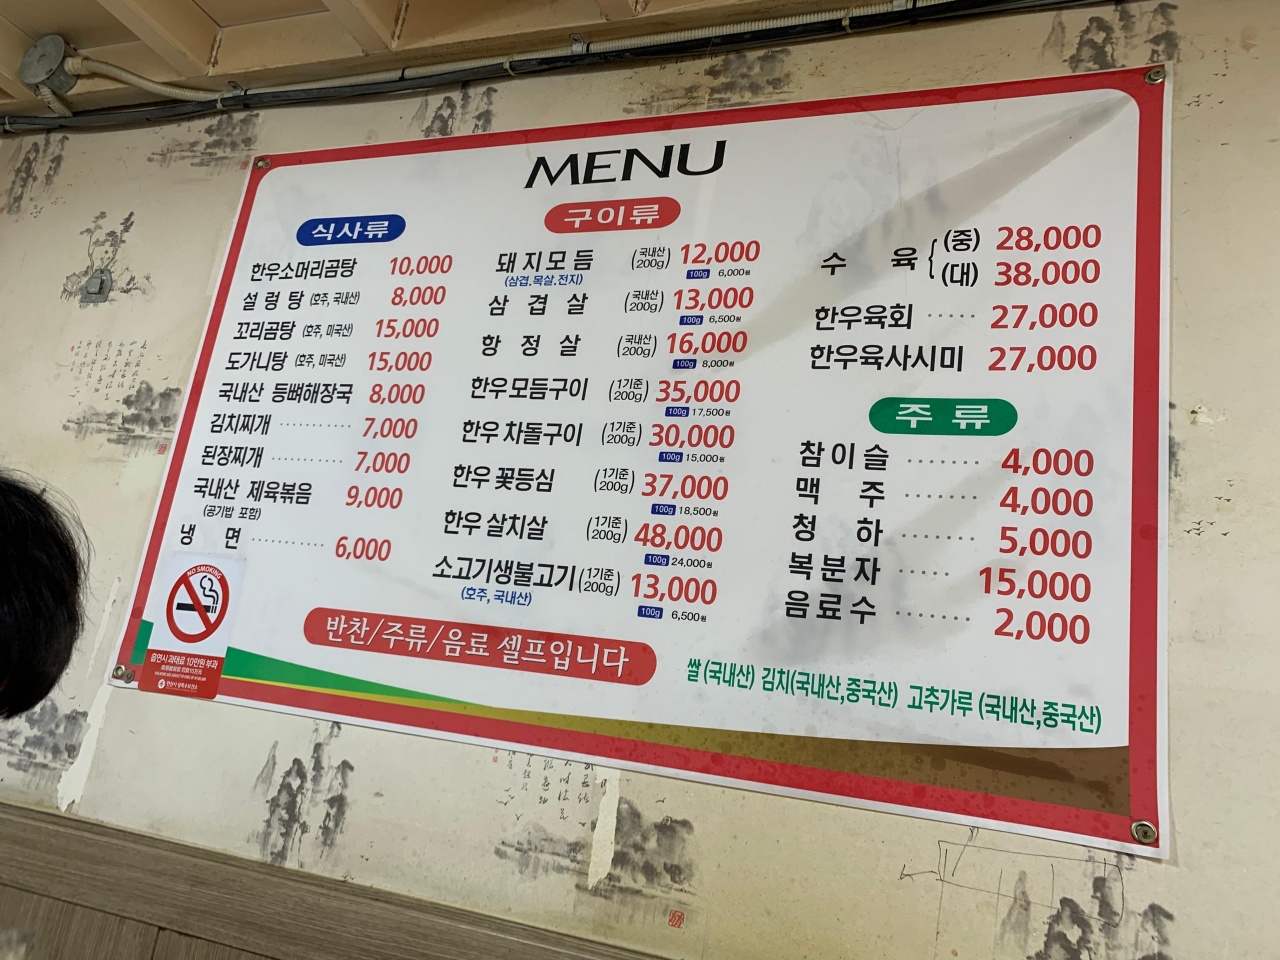 MENU
식사류
한우소머리곰탕 10,000
설렁탕 (호주, 국내산) 8,000
꼬리곰탕 (호주, 미국산) 15,000
도가니탕 (호주, 미국산) 15,000
국내산 등뼈해장국 8,000
김치찌개 ··········· 7,000
된장찌개 ··········· 7,000
국내산 제육볶음 9,000
(공기밥 포함)
냉 면 ··········· 6,000
구이류
돼지모듬 (국내산 200g) 12,000
(삼겹.목살.전지) 100g 6,000원
삼 겹 살 (국내산 200g) 13,000
100g 6,500원
항 정 살 (국내산 200g) 16,000
100g 8,000원
한우모듬구이 (1기준 200g) 35,000
100g 17,500원
한우 차돌구이 (1기준 200g) 30,000
100g 15,000원
한우 꽃등심 (1기준 200g) 37,000
100g 18,500원
한우 살치살 (1기준 200g) 48,000
100g 24,000원
소고기생불고기 (1기준 200g) 13,000
(호주, 국내산) 100g 6,500원
수 육 { (중) 28,000
(대) 38,000
한우육회 ····· 27,000
한우육사시미 27,000
주 류
참이슬 ······· 4,000
맥 주 ······· 4,000
청 하 ······· 5,000
복분자 ····· 15,000
음료수 ······· 2,000
반찬/주류/음료 셀프입니다
쌀 (국내산) 김치(국내산,중국산) 고추가루 (국내산,중국산)
NO SMOKING
흡연시 과태료 10만원 부과